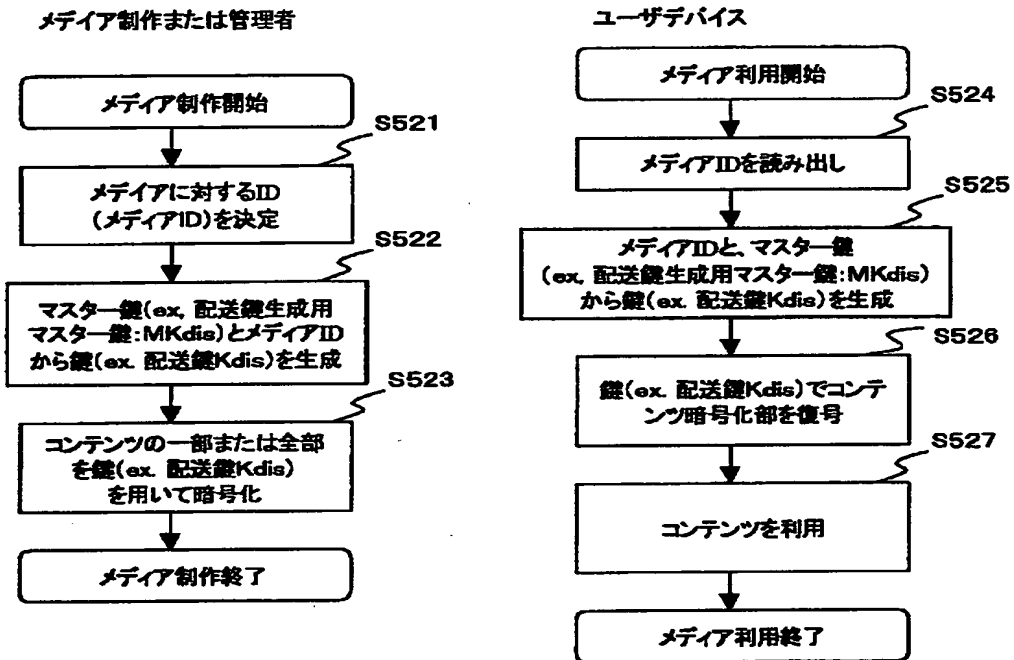 メディア制作または管理者
メディア制作開始
S521
メディアに対するID
(メディアID)を決定
S522
マスター鍵(ex, 配送鍵生成用
マスター鍵:MKdis)とメディアID
から鍵(ex. 配送鍵Kdis)を生成
S523
コンテンツの一部または全部
を鍵(ex. 配送鍵Kdis)
を用いて暗号化
メディア制作終了
ユーザデバイス
メディア利用開始
S524
メディアIDを読み出し
S525
メディアIDと、マスター鍵
(ex, 配送鍵生成用マスター鍵:MKdis)
から鍵(ex. 配送鍵Kdis)を生成
S526
鍵(ex. 配送鍵Kdis)でコンテ
ンツ暗号化部を復号
S527
コンテンツを利用
メディア利用終了